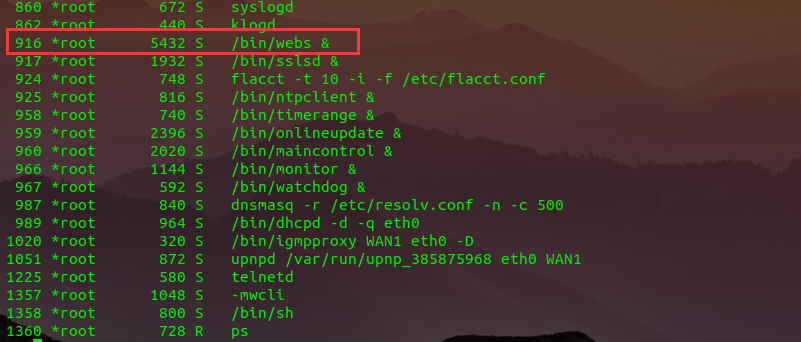 860 *root 672 S syslogd
862 *root 440 S klogd
916 *root 5432 S /bin/webs &
917 *root 1932 S /bin/sslsd &
924 *root 748 S flacct -t 10 -i -f /etc/flacct.conf
925 *root 816 S /bin/ntpclient &
958 *root 740 S /bin/timerange &
959 *root 2396 S /bin/onlineupdate &
960 *root 2020 S /bin/maincontrol &
966 *root 1144 S /bin/monitor &
967 *root 592 S /bin/watchdog &
987 *root 840 S dnsmasq -r /etc/resolv.conf -n -c 500
989 *root 964 S /bin/dhcpd -d -q eth0
1020 *root 320 S /bin/igmpproxy WAN1 eth0 -D
1051 *root 872 S upnpd /var/run/upnp_385875968 eth0 WAN1
1225 *root 580 S telnetd
1357 *root 1048 S -mwcli
1358 *root 800 S /bin/sh
1360 *root 728 R ps